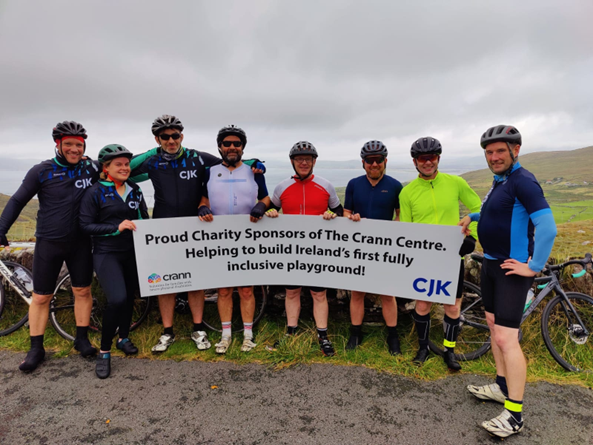 CJK
CJK
CJK
Proud Charity Sponsors of The Crann Centre.
Helping to build Ireland's first fully
inclusive playground!
crann
CJK